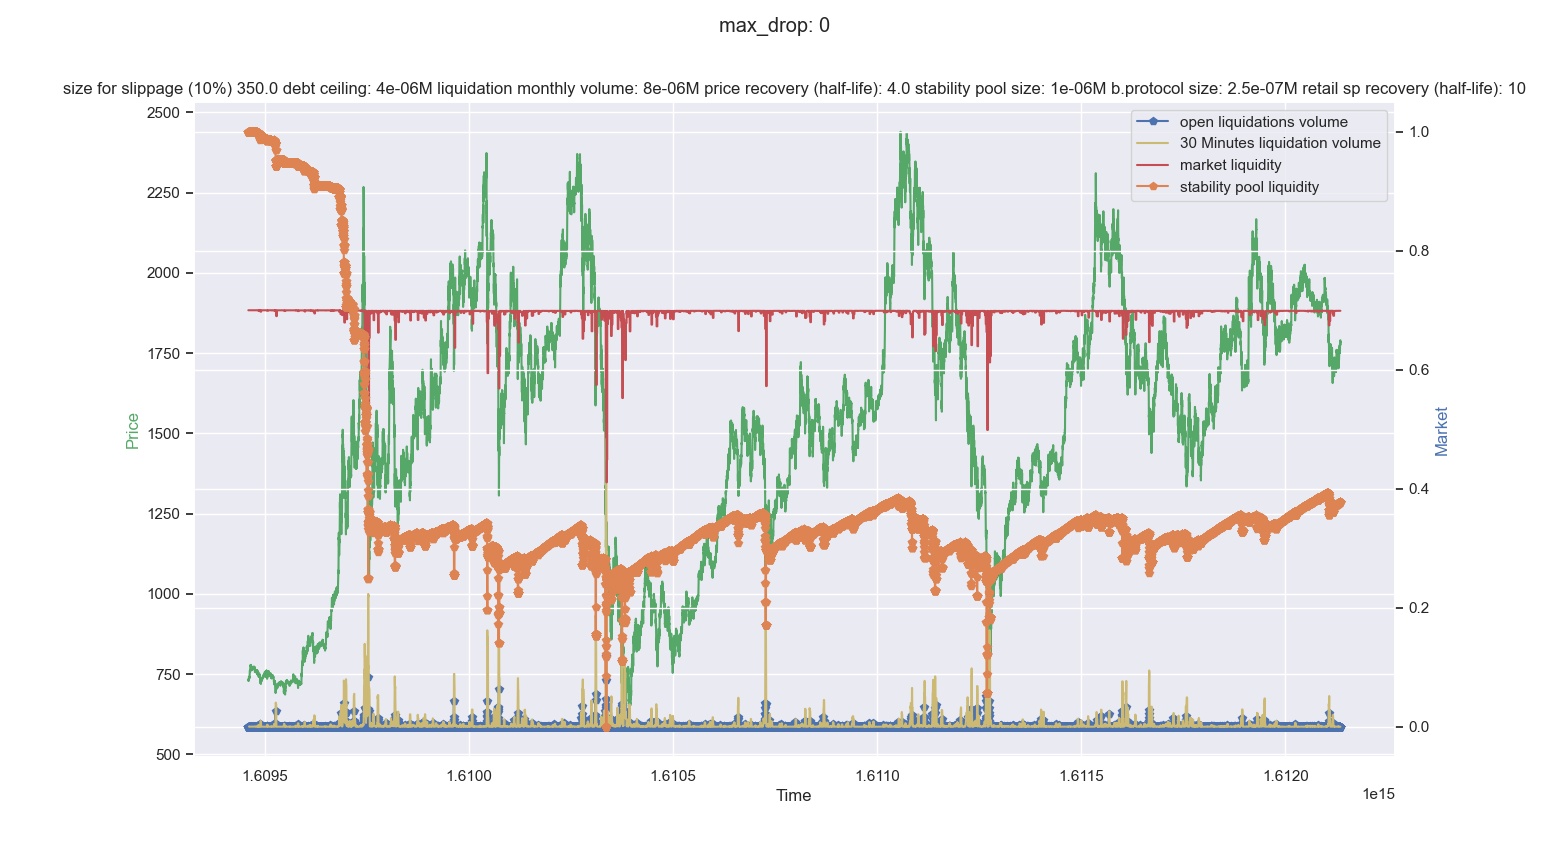 max_drop: 0
size for slippage (10%) 350.0 debt ceiling: 4e-06M liquidation monthly volume: 8e-06M price recovery (half-life): 4.0 stability pool size: 1e-06M b.protocol size: 2.5e-07M retail sp recovery (half-life): 10
open liquidations volume
30 Minutes liquidation volume
market liquidity
stability pool liquidity
2500
2250
2000
1750
1500
1250
1000
750
500
Price
1.0
0.8
0.6
0.4
0.2
0.0
Market
1.6095
1.6100
1.6105
1.6110
1.6115
1.6120
1e15
Time